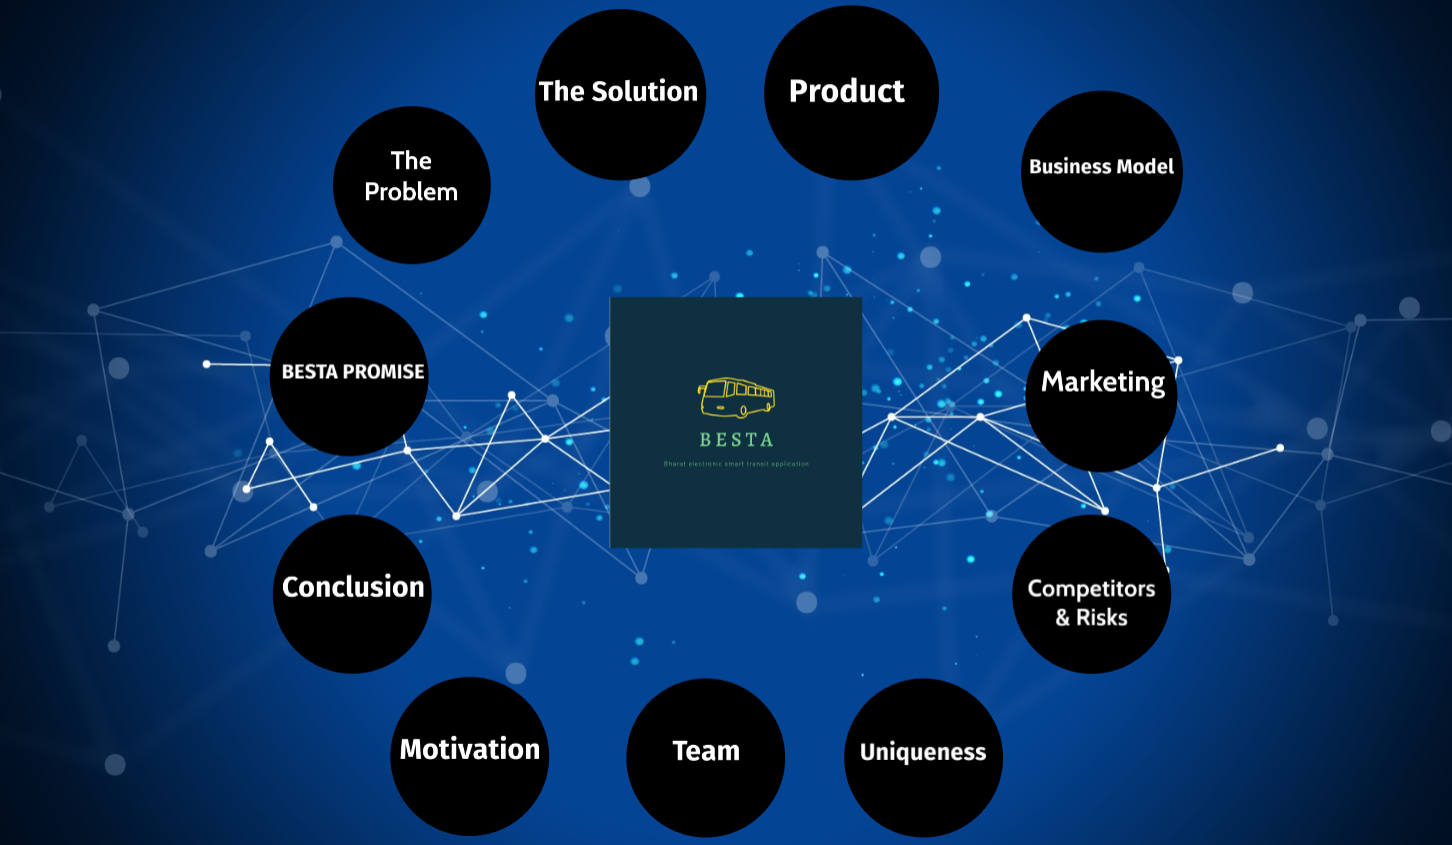 The Solution
Product
The
Problem
Business Model
BESTA PROMISE
Marketing
BESTA
Bharat electronic smart transit application
Conclusion
Competitors
& Risks
Motivation
Team
Uniqueness